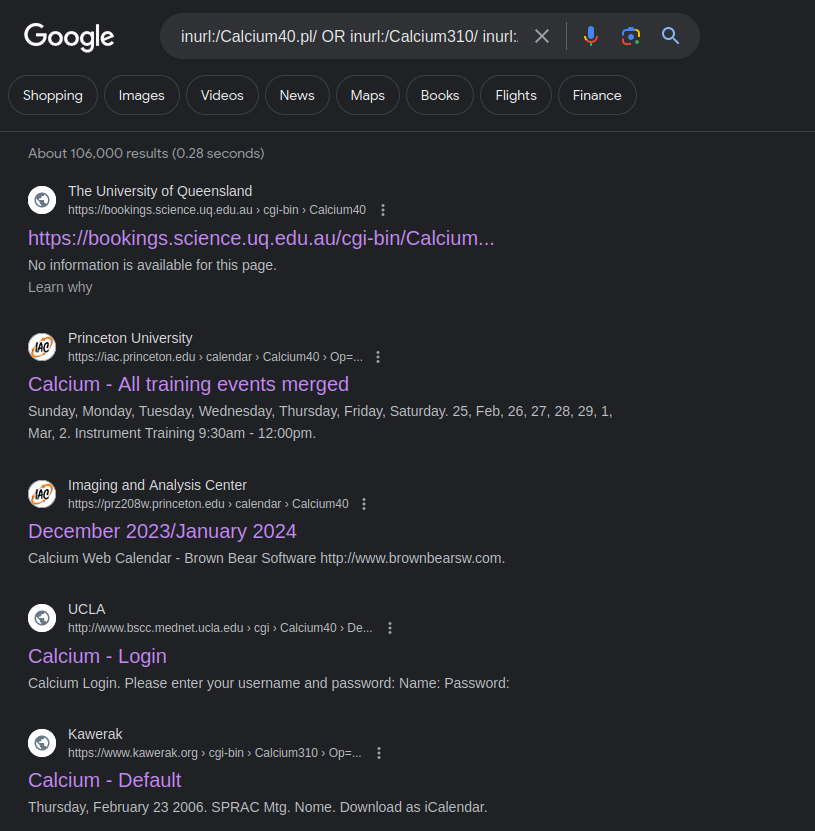 Google
inurl:/Calcium40.pl/ OR inurl:/Calcium310/ inurl:
Shopping
Images
Videos
News
Maps
Books
Flights
Finance
About 106,000 results (0.28 seconds)
The University of Queensland
https://bookings.science.uq.edu.au › cgi-bin › Calcium40
https://bookings.science.uq.edu.au/cgi-bin/Calcium...
No information is available for this page.
Learn why
IAC
Princeton University
https://iac.princeton.edu › calendar › Calcium40 › Op=...
Calcium - All training events merged
Sunday, Monday, Tuesday, Wednesday, Thursday, Friday, Saturday. 25, Feb, 26, 27, 28, 29, 1,
Mar, 2. Instrument Training 9:30am - 12:00pm.
IAC
Imaging and Analysis Center
https://prz208w.princeton.edu › calendar › Calcium40
December 2023/January 2024
Calcium Web Calendar - Brown Bear Software http://www.brownbearsw.com.
UCLA
http://www.bscc.mednet.ucla.edu › cgi › Calcium40 › De...
Calcium - Login
Calcium Login. Please enter your username and password: Name: Password:
Kawerak
https://www.kawerak.org › cgi-bin › Calcium310 › Op=...
Calcium - Default
Thursday, February 23 2006. SPRAC Mtg. Nome. Download as iCalendar.